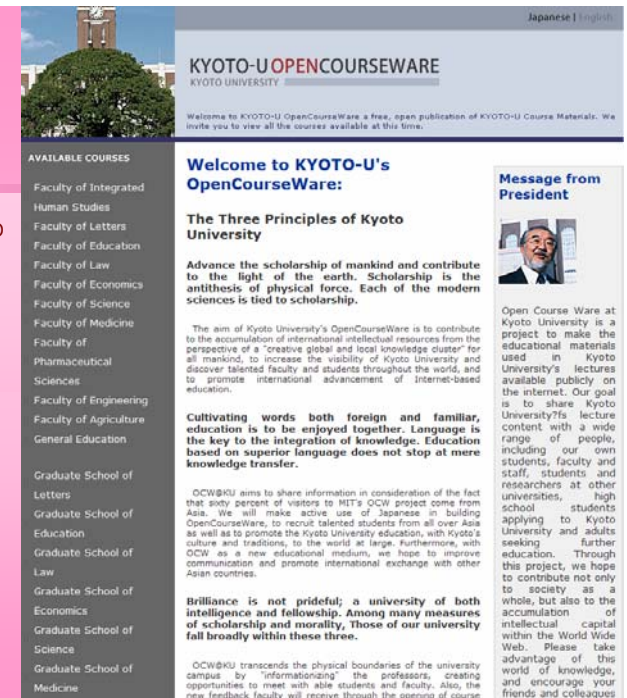 Japanese | English
KYOTO-U OPENCOURSEWARE
KYOTO UNIVERSITY
Welcome to KYOTO-U OpenCourseWare a free, open publication of KYOTO-U Course Materials. We
invite you to view all the courses available at this time.
AVAILABLE COURSES
Faculty of Integrated
Human Studies
Faculty of Letters
Faculty of Education
Faculty of Law
Faculty of Economics
Faculty of Science
Faculty of Medicine
Faculty of
Pharmaceutical
Sciences
Faculty of Engineering
Faculty of Agriculture
General Education
Graduate School of
Letters
Graduate School of
Education
Graduate School of
Law
Graduate School of
Economics
Graduate School of
Science
Graduate School of
Medicine
Welcome to KYOTO-U's
OpenCourseWare:
The Three Principles of Kyoto
University
Advance the scholarship of mankind and contribute
to the light of the earth. Scholarship is the
antithesis of physical force. Each of the modern
sciences is tied to scholarship.
The aim of Kyoto University's OpenCourseWare is to contribute
to the accumulation of international intellectual resources from the
perspective of a "creative global and local knowledge cluster" for
all mankind, to increase the visibility of Kyoto University and
discover talented faculty and students throughout the world, and
to promote international advancement of Internet-based
education.
Cultivating words both foreign and familiar,
education is to be enjoyed together. Language is
the key to the integration of knowledge. Education
based on superior language does not stop at mere
knowledge transfer.
OCW@KU aims to share information in consideration of the fact
that sixty percent of visitors to MIT's OCW project come from
Asia. We will make active use of Japanese in building
OpenCourseWare, to recruit talented students from all over Asia
as well as to promote the Kyoto University education, with Kyoto's
culture and traditions, to the world at large. Furthermore, with
OCW as a new educational medium, we hope to improve
communication and promote international exchange with other
Asian countries.
Brilliance is not prideful; a university of both
intelligence and fellowship. Among many measures
of scholarship and morality, Those of our university
fall broadly within these three.
OCW@KU transcends the physical boundaries of the university
campus by "informationizing" the professors, creating
opportunities to meet with able students and faculty. Also, the
new feedback faculty will receive through the opening of course
Message from
President
Open Course Ware at
Kyoto University is a
project to make the
educational materials
used in Kyoto
University's lectures
available publicly on
the internet. Our goal
is to share Kyoto
University?fs lecture
content with a wide
range of people,
including our own
students, faculty and
staff, students and
researchers at other
universities, high
school students
applying to Kyoto
University and adults
seeking further
education. Through
this project, we hope
to contribute not only
to society as a
whole, but also to the
accumulation of
intellectual capital
within the World Wide
Web. Please take
advantage of this
world of knowledge,
and encourage your
friends and colleagues